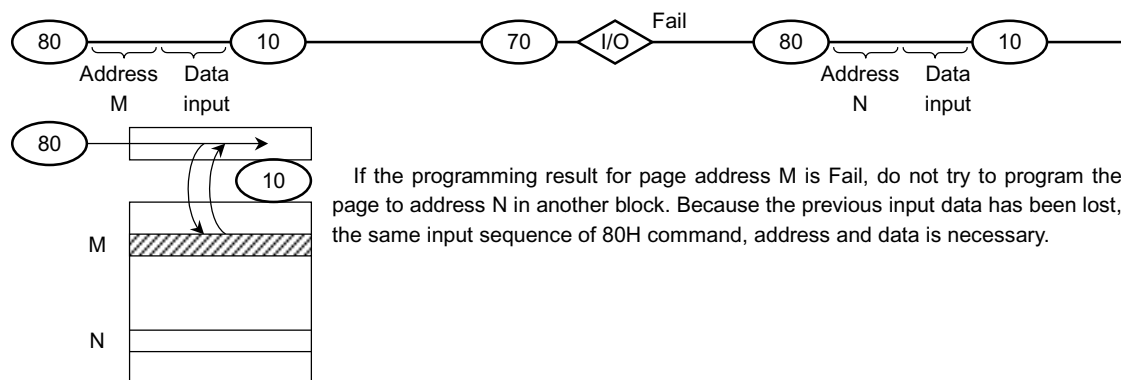 Fail
80 10 70 I/O 80 10
Address Data Address Data
M input N input
80
10
If the programming result for page address M is Fail, do not try to program the
page to address N in another block. Because the previous input data has been lost,
the same input sequence of 80H command, address and data is necessary.
M
N